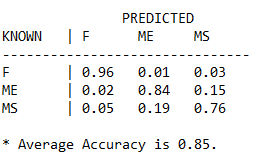 PREDICTED
KNOWN | F ME MS
------------------------------
F | 0.96 0.01 0.03
ME | 0.02 0.84 0.15
MS | 0.05 0.19 0.76
* Average Accuracy is 0.85.